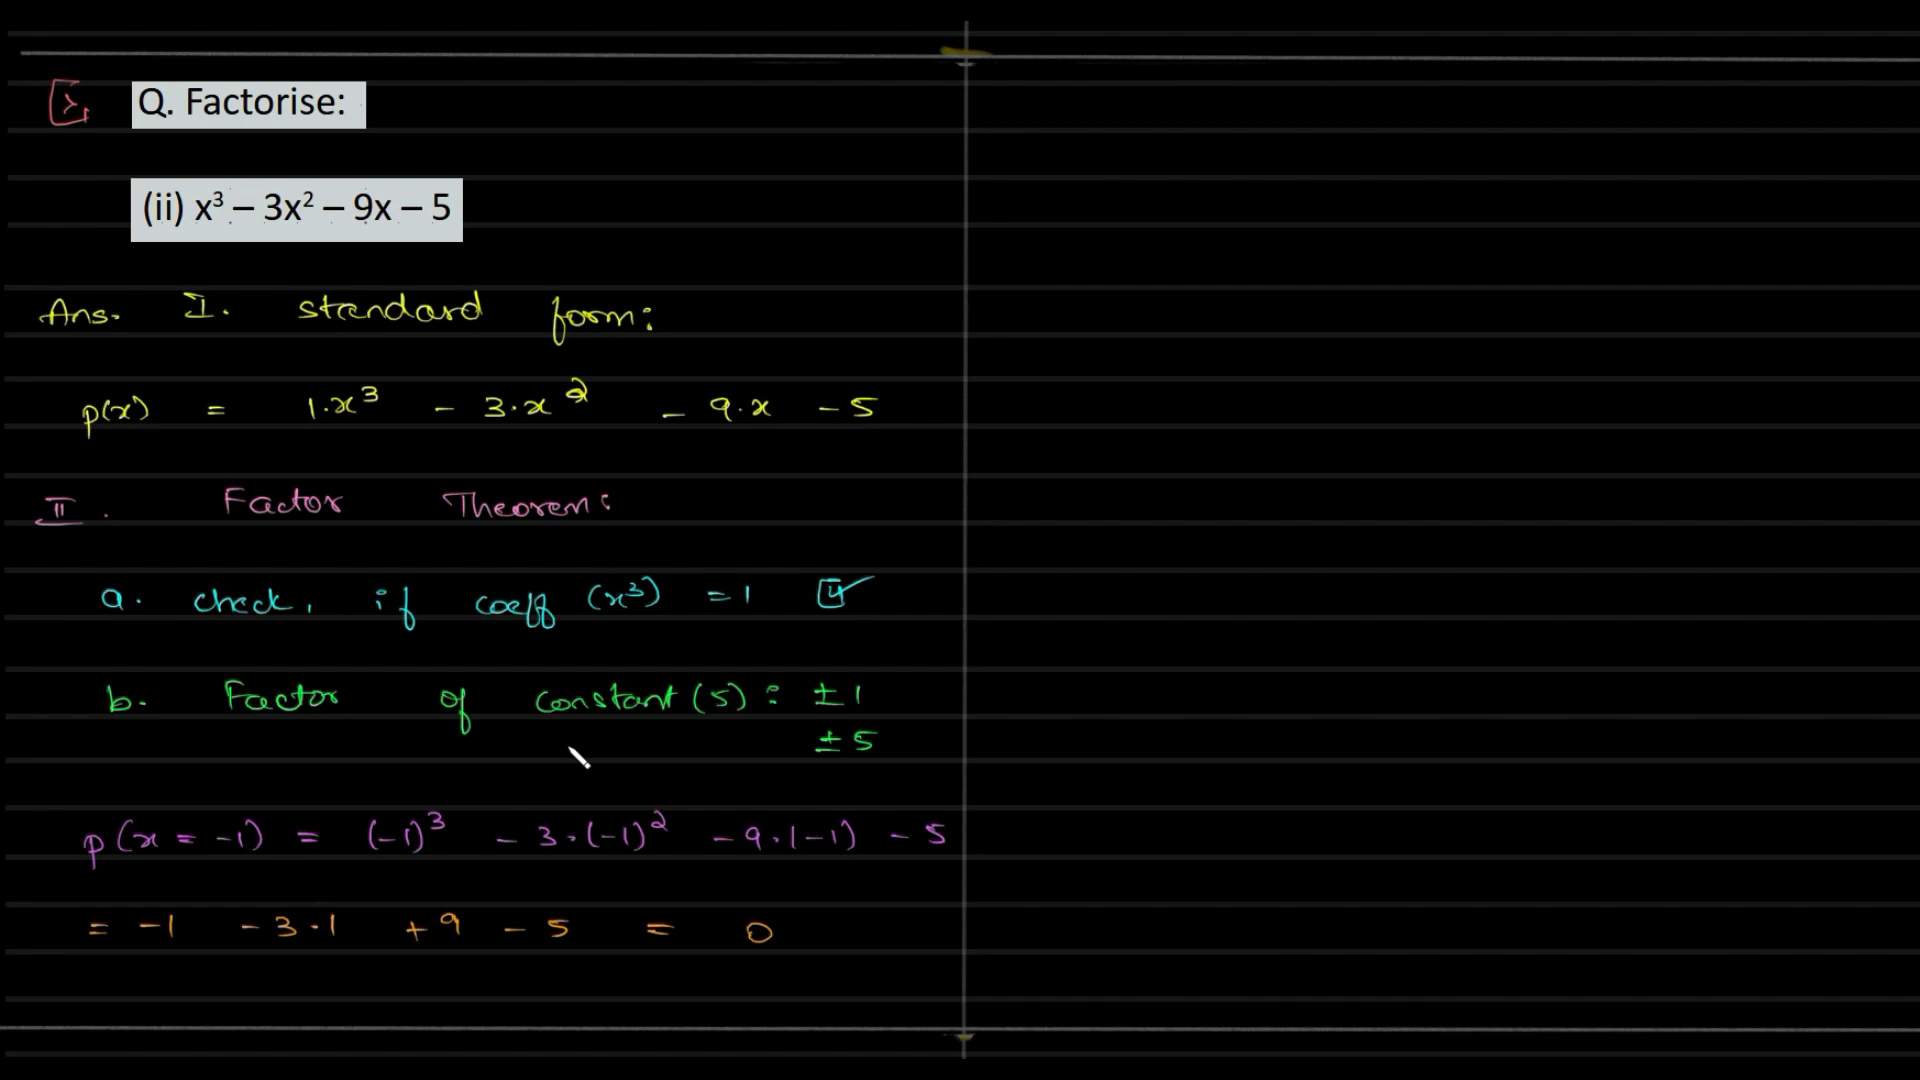 Q. Factorise:
(ii) x³ – 3x² – 9x – 5
Ans. I. standard form:
p(x) = 1.x³ - 3.x² - 9.x - 5
II. Factor Theorem:
a. check, if coeff (x³) = 1
b. Factor of constant (5): ±1
±5
p(x = -1) = (-1)³ - 3.(-1)² - 9.(-1) - 5
= -1 - 3.1 + 9 - 5 = 0